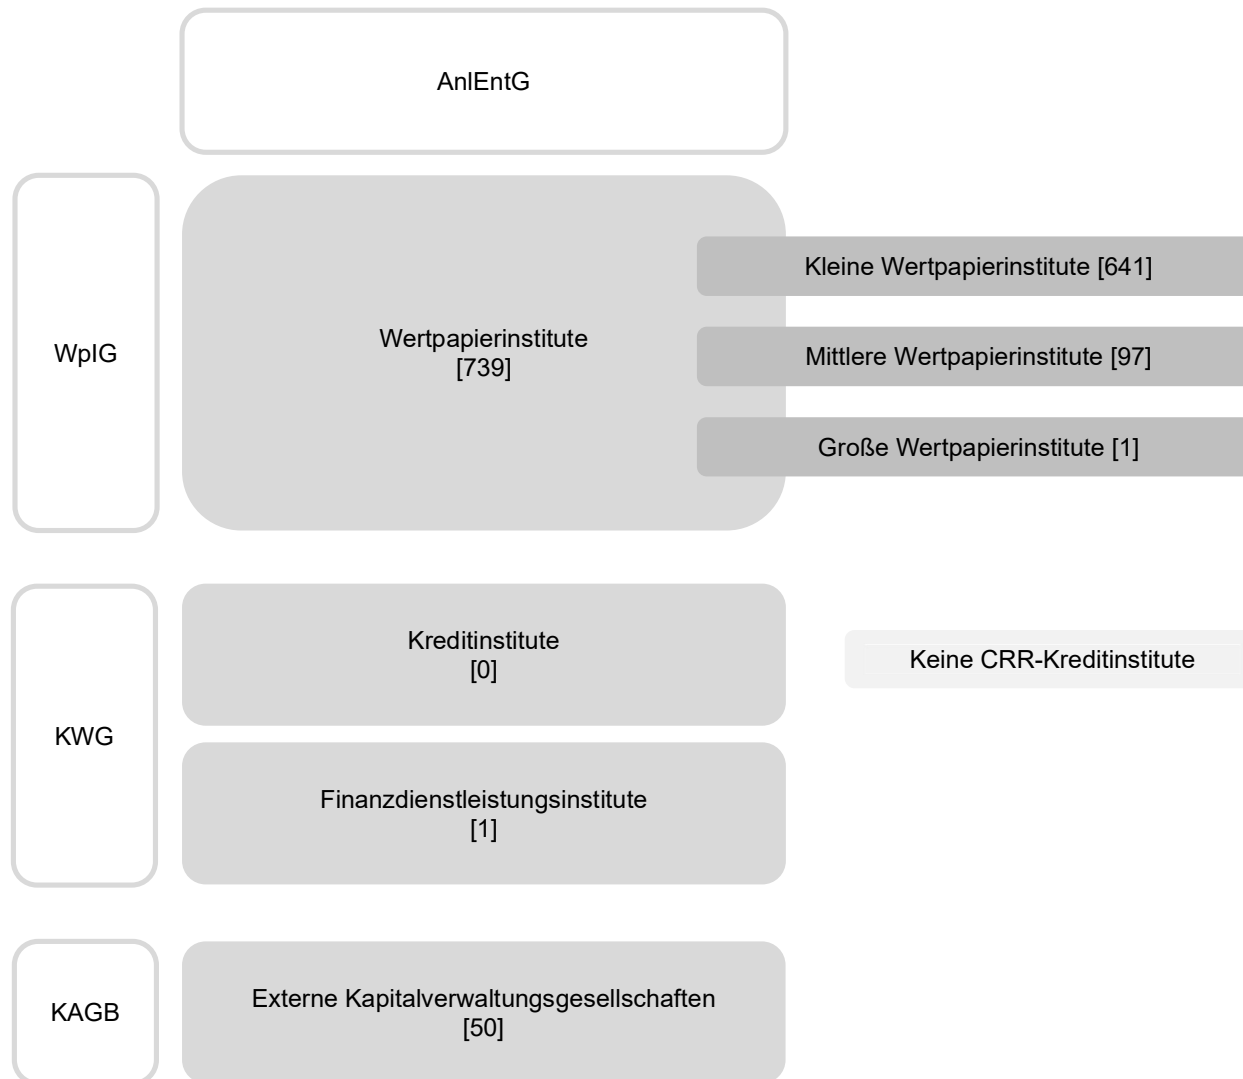 AnlEntG
WpIG
Wertpapierinstitute
[739]
Kleine Wertpapierinstitute [641]
Mittlere Wertpapierinstitute [97]
Große Wertpapierinstitute [1]
KWG
Kreditinstitute
[0]
Keine CRR-Kreditinstitute
Finanzdienstleistungsinstitute
[1]
KAGB
Externe Kapitalverwaltungsgesellschaften
[50]